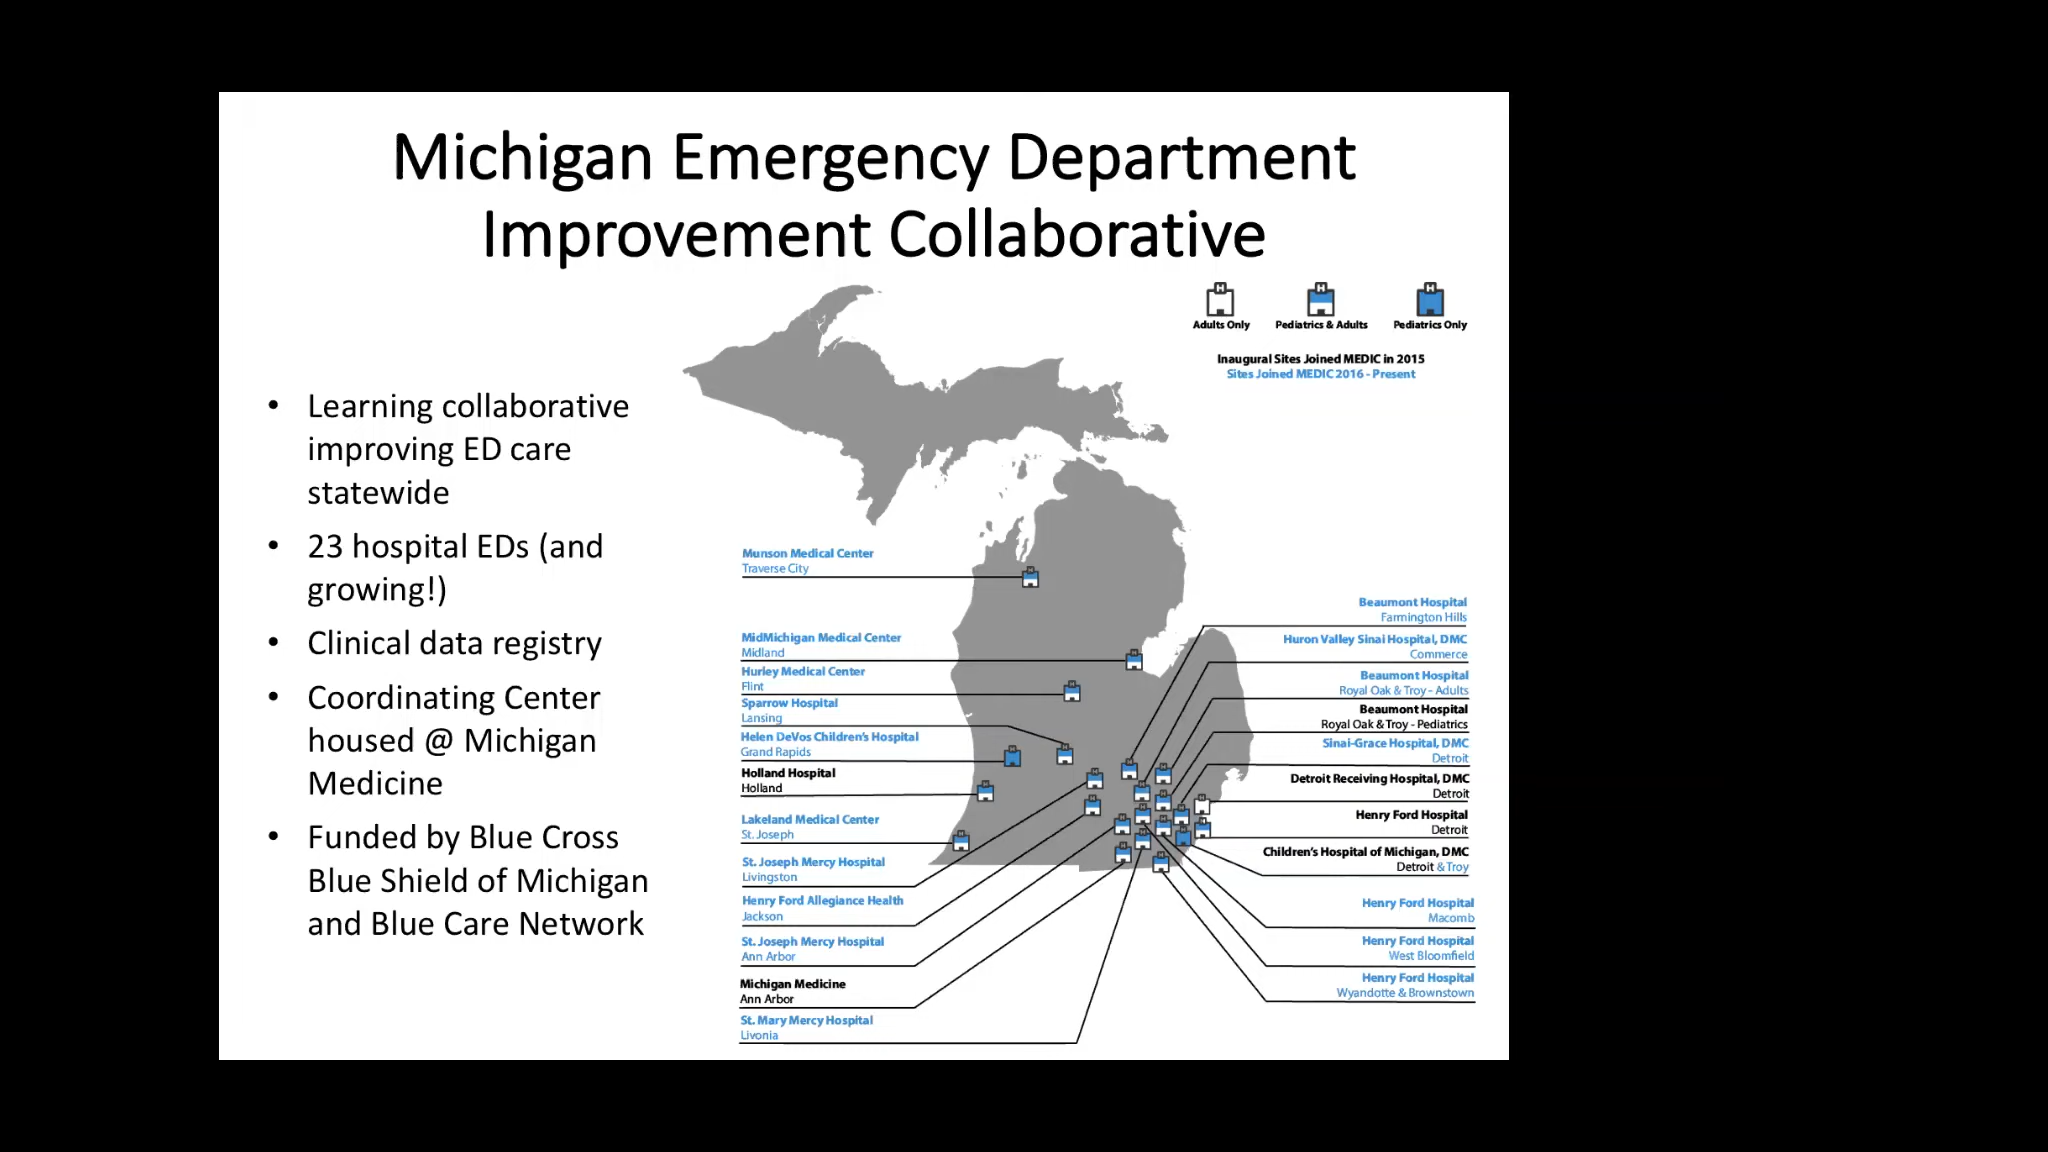 Michigan Emergency Department
Improvement Collaborative
• Learning collaborative
improving ED care
statewide
• 23 hospital EDs (and
growing!)
• Clinical data registry
• Coordinating Center
housed @ Michigan
Medicine
• Funded by Blue Cross
Blue Shield of Michigan
and Blue Care Network
H H H
Adults Only Pediatrics & Adults Pediatrics Only
Inaugural Sites Joined MEDIC in 2015
Sites Joined MEDIC 2016 - Present
Munson Medical Center
Traverse City
MidMichigan Medical Center
Midland
Hurley Medical Center
Flint
Sparrow Hospital
Lansing
Helen DeVos Children's Hospital
Grand Rapids
Holland Hospital
Holland
Lakeland Medical Center
St. Joseph
St. Joseph Mercy Hospital
Livingston
Henry Ford Allegiance Health
Jackson
St. Joseph Mercy Hospital
Ann Arbor
Michigan Medicine
Ann Arbor
St. Mary Mercy Hospital
Livonia
Beaumont Hospital
Farmington Hills
Huron Valley Sinai Hospital, DMC
Commerce
Beaumont Hospital
Royal Oak & Troy - Adults
Beaumont Hospital
Royal Oak & Troy - Pediatrics
Sinai-Grace Hospital, DMC
Detroit
Detroit Receiving Hospital, DMC
Detroit
Henry Ford Hospital
Detroit
Children's Hospital of Michigan, DMC
Detroit & Troy
Henry Ford Hospital
Macomb
Henry Ford Hospital
West Bloomfield
Henry Ford Hospital
Wyandotte & Brownstown